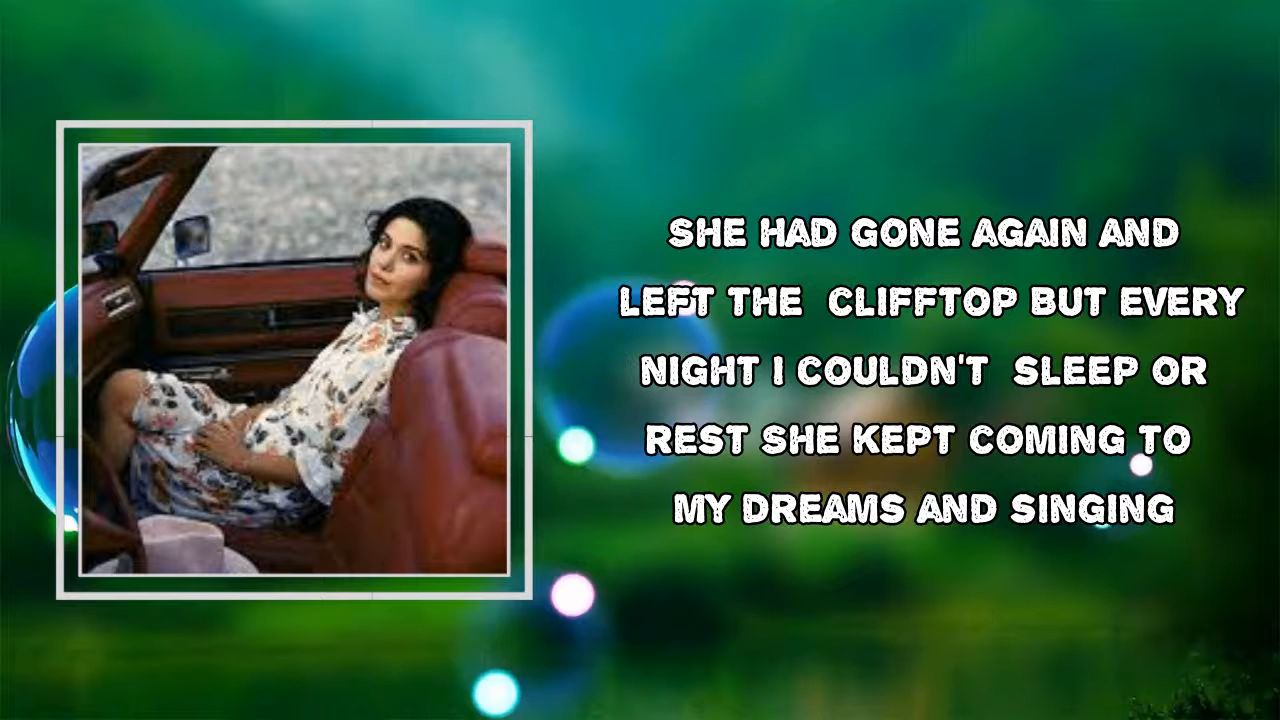 SHE HAD GONE AGAIN AND
LEFT THE CLIFFTOP BUT EVERY
NIGHT I COULDN'T SLEEP OR
REST SHE KEPT COMING TO
MY DREAMS AND SINGING